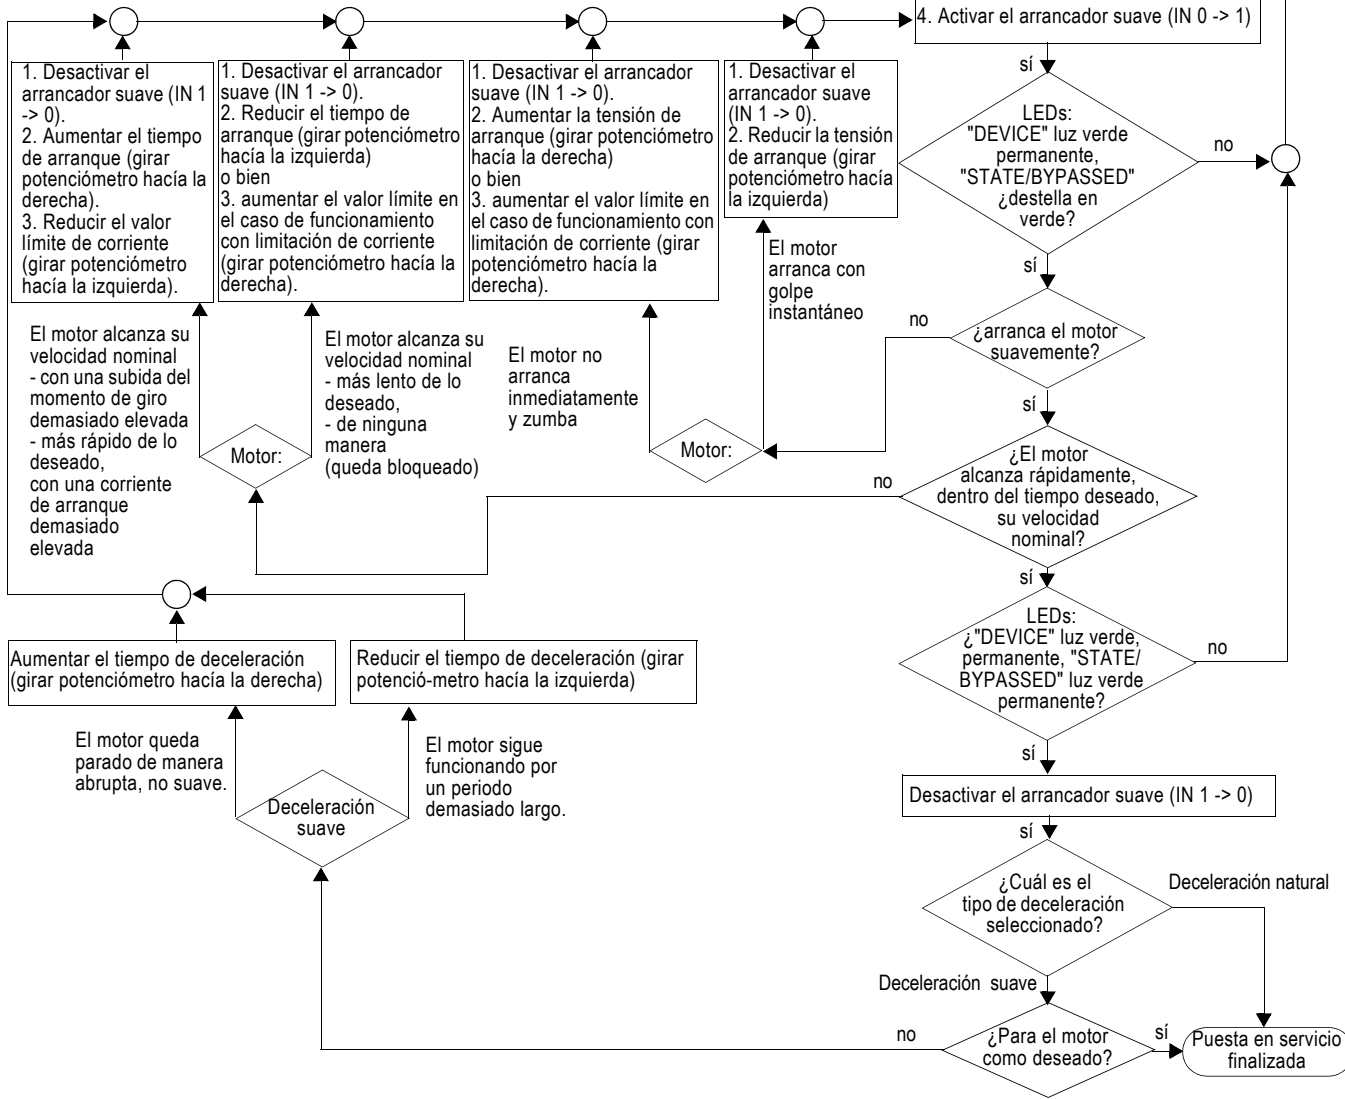 4. Activar el arrancador suave (IN 0 -> 1)
1. Desactivar el
arrancador suave (IN 1
-> 0).
2. Aumentar el tiempo
de arranque (girar
potenciómetro hacía la
derecha).
3. Reducir el valor
límite de corriente
(girar potenciómetro
hacía la izquierda).
1. Desactivar el arrancador
suave (IN 1 -> 0).
2. Reducir el tiempo de
arranque (girar potenciómetro
hacía la izquierda)
o bien
3. aumentar el valor límite en
el caso de funcionamiento
con limitación de corriente
(girar potenciómetro hacía la
derecha).
1. Desactivar el arrancador
suave (IN 1 -> 0).
2. Aumentar la tensión de
arranque (girar potenciómetro
hacía la derecha)
o bien
3. aumentar el valor límite en
el caso de funcionamiento con
limitación de corriente (girar
potenciómetro hacía la
derecha).
1. Desactivar el
arrancador suave
(IN 1 -> 0).
2. Reducir la tensión
de arranque (girar
potenciómetro hacía
la izquierda)
sí
LEDs:
"DEVICE" luz verde
permanente,
"STATE/BYPASSED"
¿destella en
verde?
no
sí
El motor
arranca con
golpe
instantáneo
no
¿arranca el motor
suavemente?
sí
El motor alcanza su
velocidad nominal
- con una subida del
momento de giro
demasiado elevada
- más rápido de lo
deseado,
con una corriente
de arranque
demasiado
elevada
Motor:
El motor alcanza su
velocidad nominal
- más lento de lo
deseado,
- de ninguna
manera
(queda bloqueado)
El motor no
arranca
inmediatamente
y zumba
Motor:
no
¿El motor
alcanza rápidamente,
dentro del tiempo deseado,
su velocidad
nominal?
sí
LEDs:
¿"DEVICE" luz verde,
permanente, "STATE/
BYPASSED" luz verde
permanente?
no
sí
Aumentar el tiempo de deceleración
(girar potenciómetro hacía la derecha)
Reducir el tiempo de deceleración (girar
potenció-metro hacía la izquierda)
El motor queda
parado de manera
abrupta, no suave.
El motor sigue
funcionando por
un periodo
demasiado largo.
Deceleración
suave
Desactivar el arrancador suave (IN 1 -> 0)
sí
¿Cuál es el
tipo de deceleración
seleccionado?
Deceleración natural
Deceleración suave
no
¿Para el motor
como deseado?
sí
Puesta en servicio
finalizada